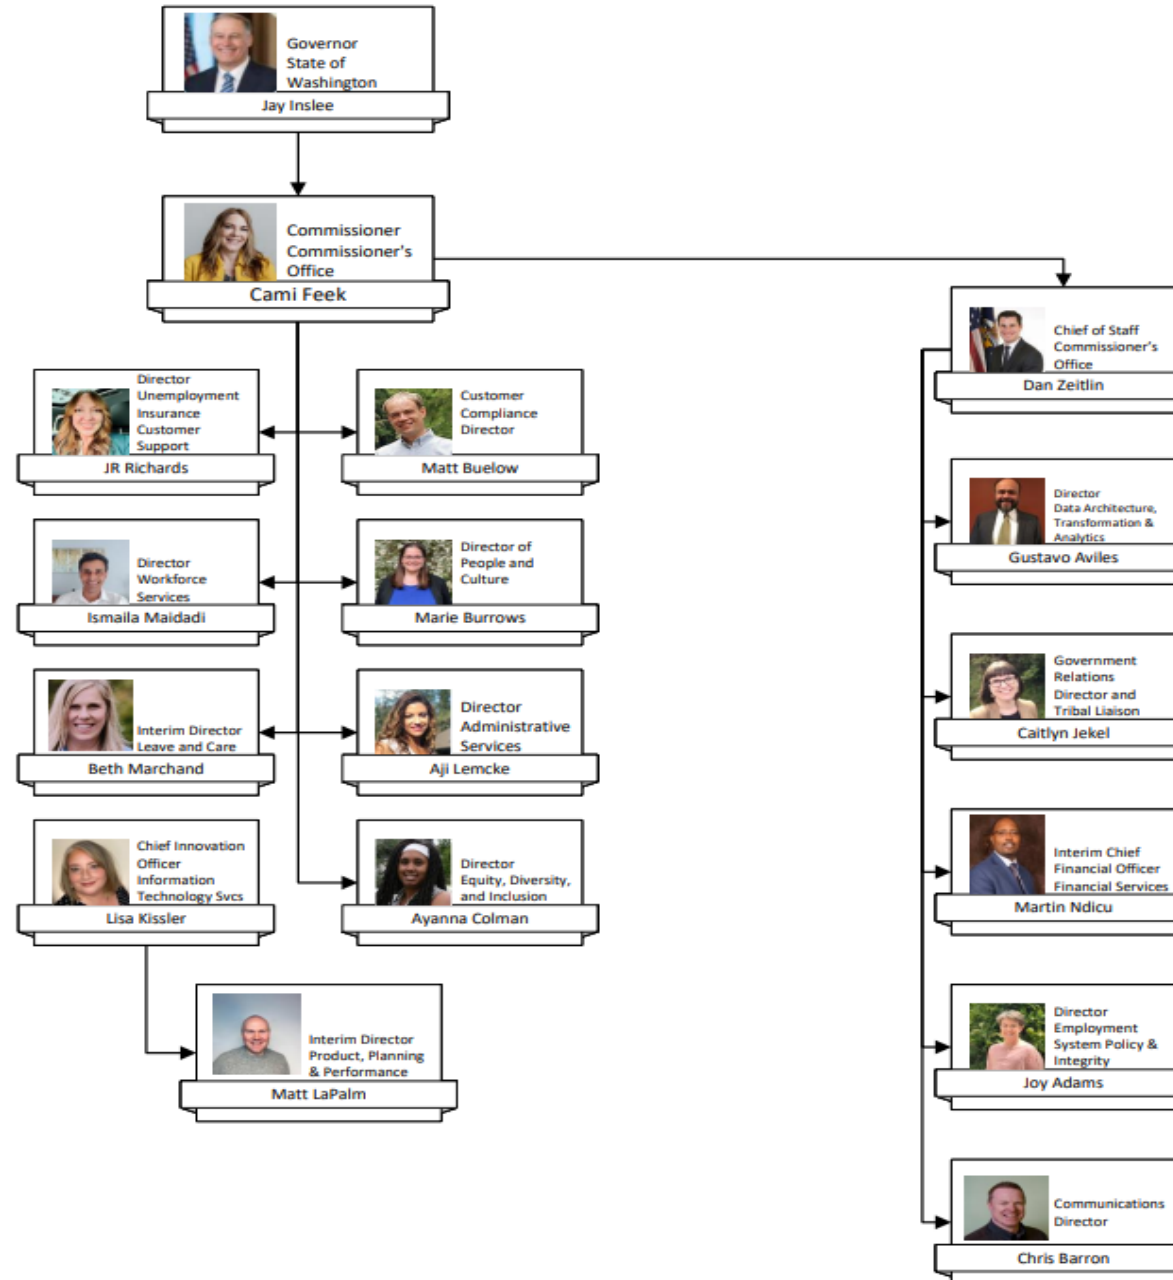 Governor
State of
Washington
Jay Inslee
Commissioner
Commissioner's
Office
Cami Feek
Director
Unemployment
Insurance
Customer
Support
JR Richards
Customer
Compliance
Director
Matt Buelow
Director
Workforce
Services
Ismaila Maidadi
Director of
People and
Culture
Marie Burrows
Interim Director
Leave and Care
Beth Marchand
Director
Administrative
Services
Aji Lemcke
Chief Innovation
Officer
Information
Technology Svcs
Lisa Kissler
Director
Equity, Diversity,
and Inclusion
Ayanna Colman
Interim Director
Product, Planning
& Performance
Matt LaPalm
Chief of Staff
Commissioner's
Office
Dan Zeitlin
Director
Data Architecture,
Transformation &
Analytics
Gustavo Aviles
Government
Relations
Director and
Tribal Liaison
Caitlyn Jekel
Interim Chief
Financial Officer
Financial Services
Martin Ndicu
Director
Employment
System Policy &
Integrity
Joy Adams
Communications
Director
Chris Barron